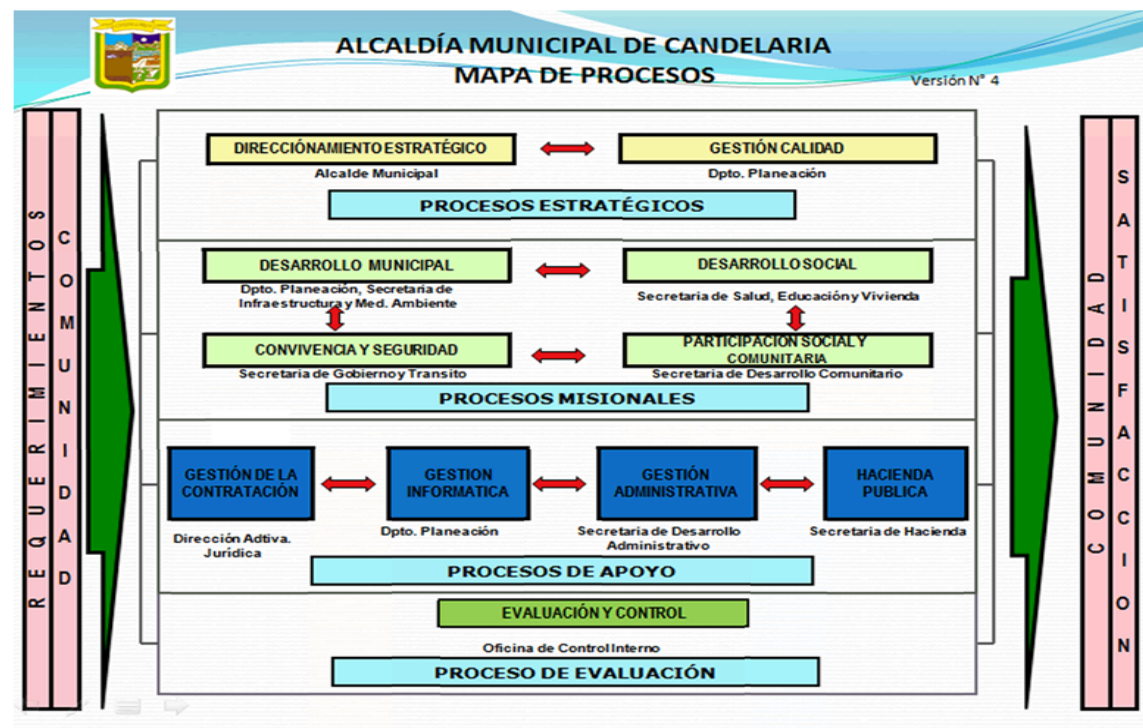 ALCALDÍA MUNICIPAL DE CANDELARIA
MAPA DE PROCESOS
Versión N° 4
REQUERIMIENTOS
COMUNIDAD
DIRECCIÓNAMIENTO ESTRATÉGICO
Alcalde Municipal
GESTIÓN CALIDAD
Dpto. Planeación
PROCESOS ESTRATÉGICOS
DESARROLLO MUNICIPAL
Dpto. Planeación, Secretaria de
Infraestructura y Med. Ambiente
DESARROLLO SOCIAL
Secretaria de Salud, Educación y Vivienda
CONVIVENCIA Y SEGURIDAD
Secretaria de Gobierno y Transito
PARTICIPACION SOCIAL Y
COMUNITARIA
Secretaria de Desarrollo Comunitario
PROCESOS MISIONALES
GESTIÓN DE LA
CONTRATACIÓN
Dirección Adtiva.
Jurídica
GESTION
INFORMATICA
Dpto. Planeación
GESTIÓN
ADMINISTRATIVA
Secretaria de Desarrollo
Administrativo
HACIENDA
PUBLICA
Secretaria de Hacienda
PROCESOS DE APOYO
EVALUACIÓN Y CONTROL
Oficina de Control Interno
PROCESO DE EVALUACIÓN
COMUNIDAD
SATISFACCION